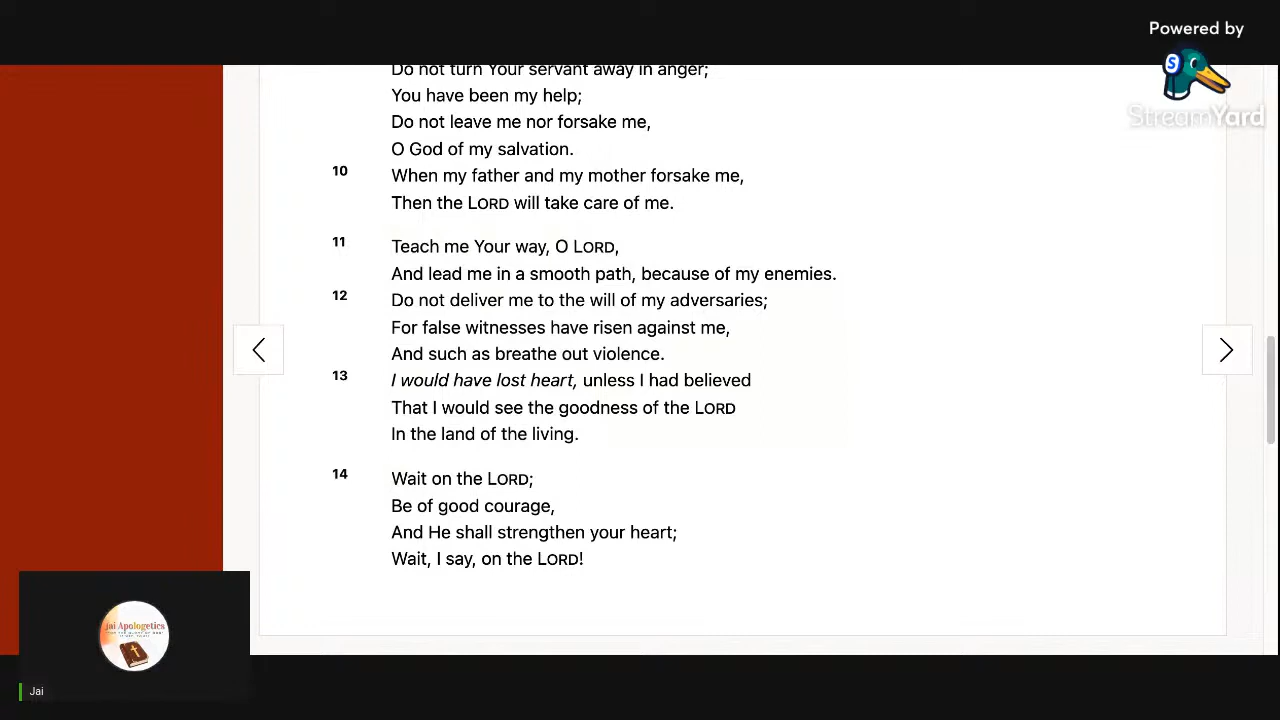 Powered by
StreamYard
Do not turn Your servant away in anger;
You have been my help;
Do not leave me nor forsake me,
O God of my salvation.
10 When my father and my mother forsake me,
Then the LORD will take care of me.
11 Teach me Your way, O LORD,
And lead me in a smooth path, because of my enemies.
12 Do not deliver me to the will of my adversaries;
For false witnesses have risen against me,
And such as breathe out violence.
13 I would have lost heart, unless I had believed
That I would see the goodness of the LORD
In the land of the living.
14 Wait on the LORD;
Be of good courage,
And He shall strengthen your heart;
Wait, I say, on the LORD!
Jai Apologetics
Jai